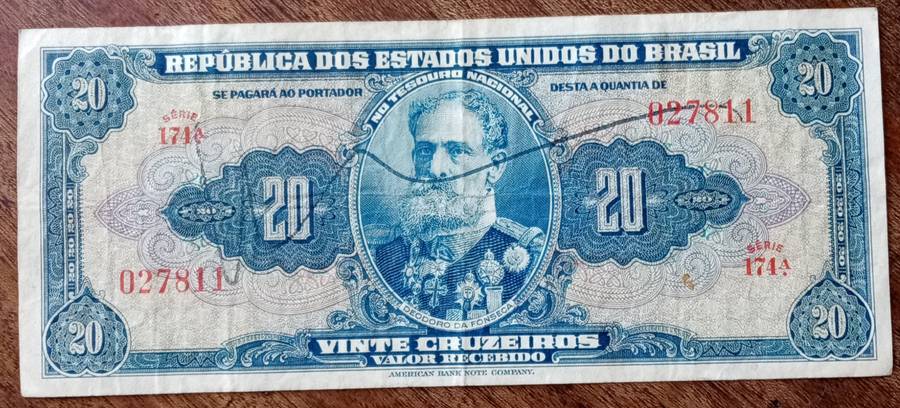 REPÚBLICA DOS ESTADOS UNIDOS DO BRASIL
20
20
SE PAGARÁ AO PORTADOR
NO TESOURO NACIONAL
DESTA A QUANTIA DE
SÉRIE
174A
027811
20
20
SÉRIE
174A
027811
DEODORO DA FONSECA
20
20
VINTE CRUZEIROS
VALOR RECEBIDO
AMERICAN BANK NOTE COMPANY.